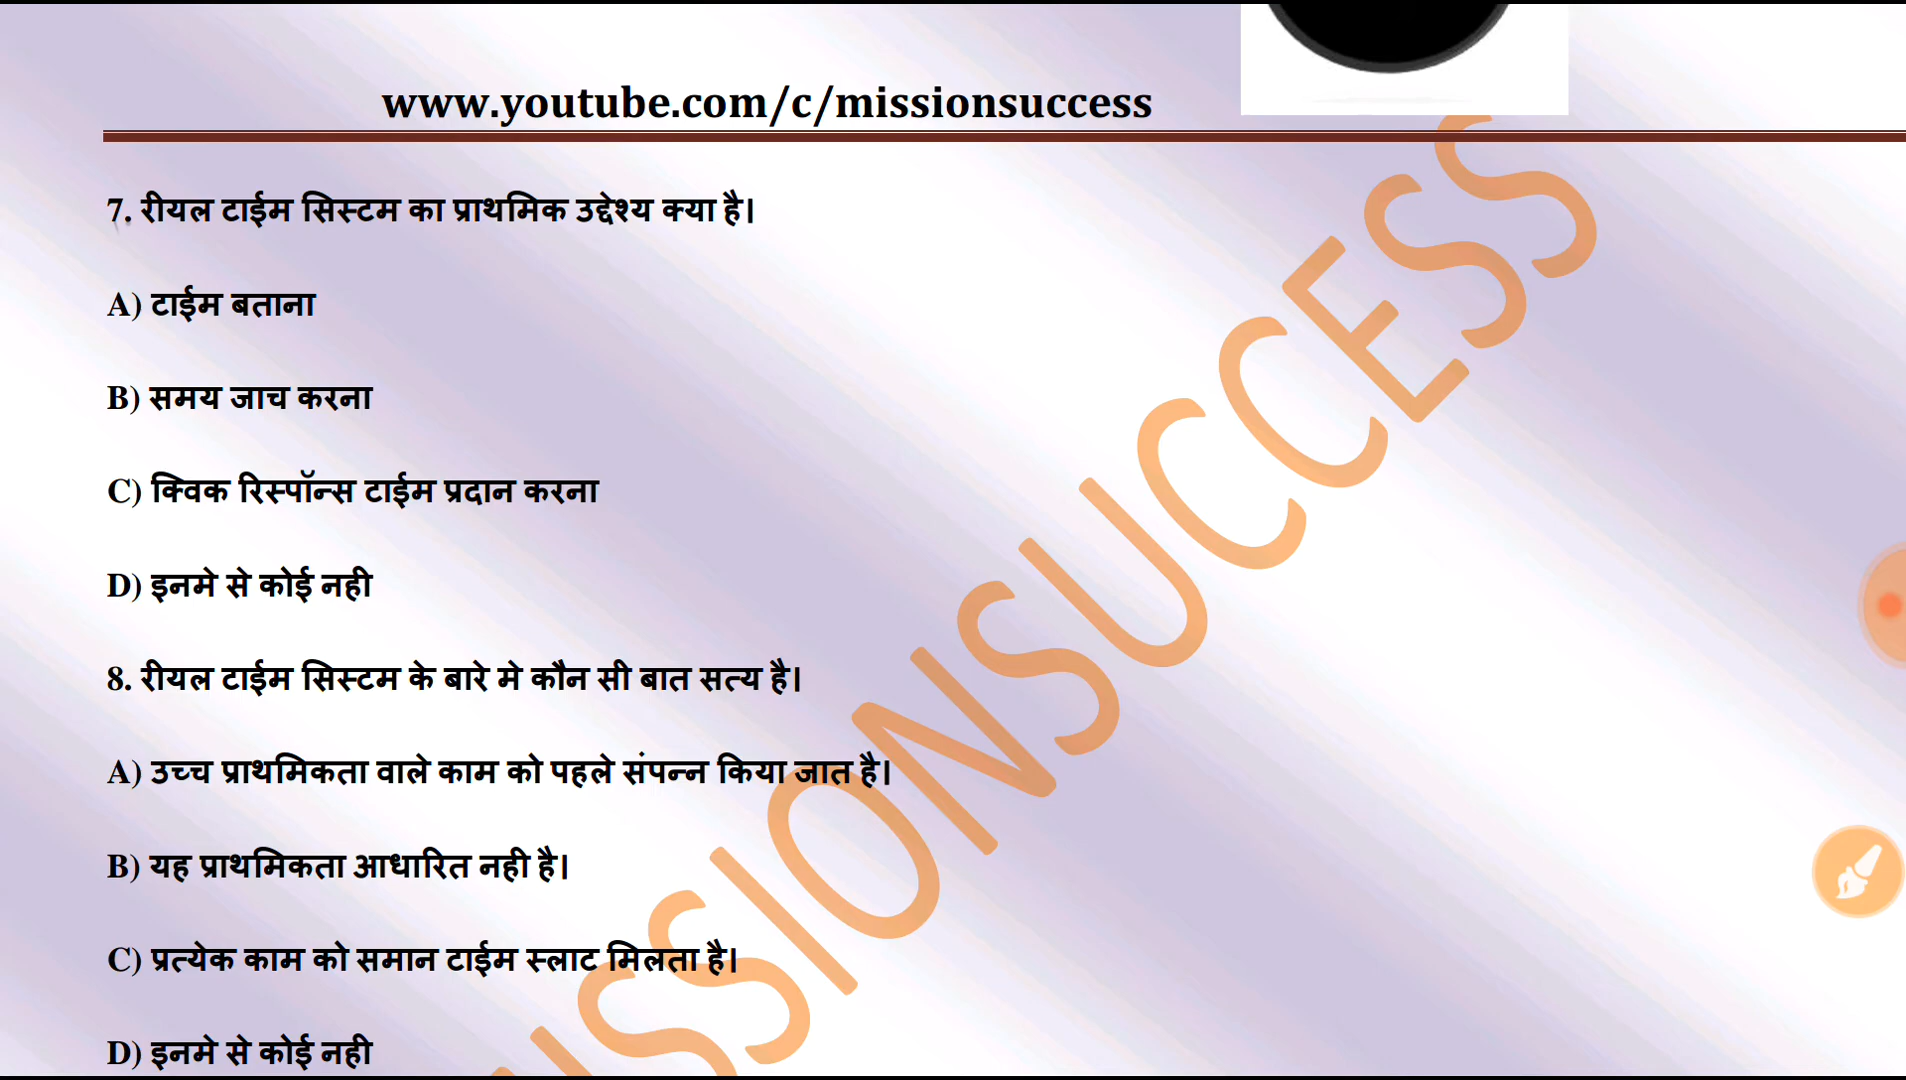 www.youtube.com/c/missionsuccess
7. रीयल टाईम सिस्टम का प्राथमिक उद्देश्य क्या है।
A) टाईम बताना
B) समय जाच करना
C) क्विक रिस्पॉन्स टाईम प्रदान करना
D) इनमे से कोई नही
8. रीयल टाईम सिस्टम के बारे मे कौन सी बात सत्य है।
A) उच्च प्राथमिकता वाले काम को पहले संपन्न किया जात है।
B) यह प्राथमिकता आधारित नही है।
C) प्रत्येक काम को समान टाईम स्लाट मिलता है।
D) इनमे से कोई नही
SSIONSUCCESS